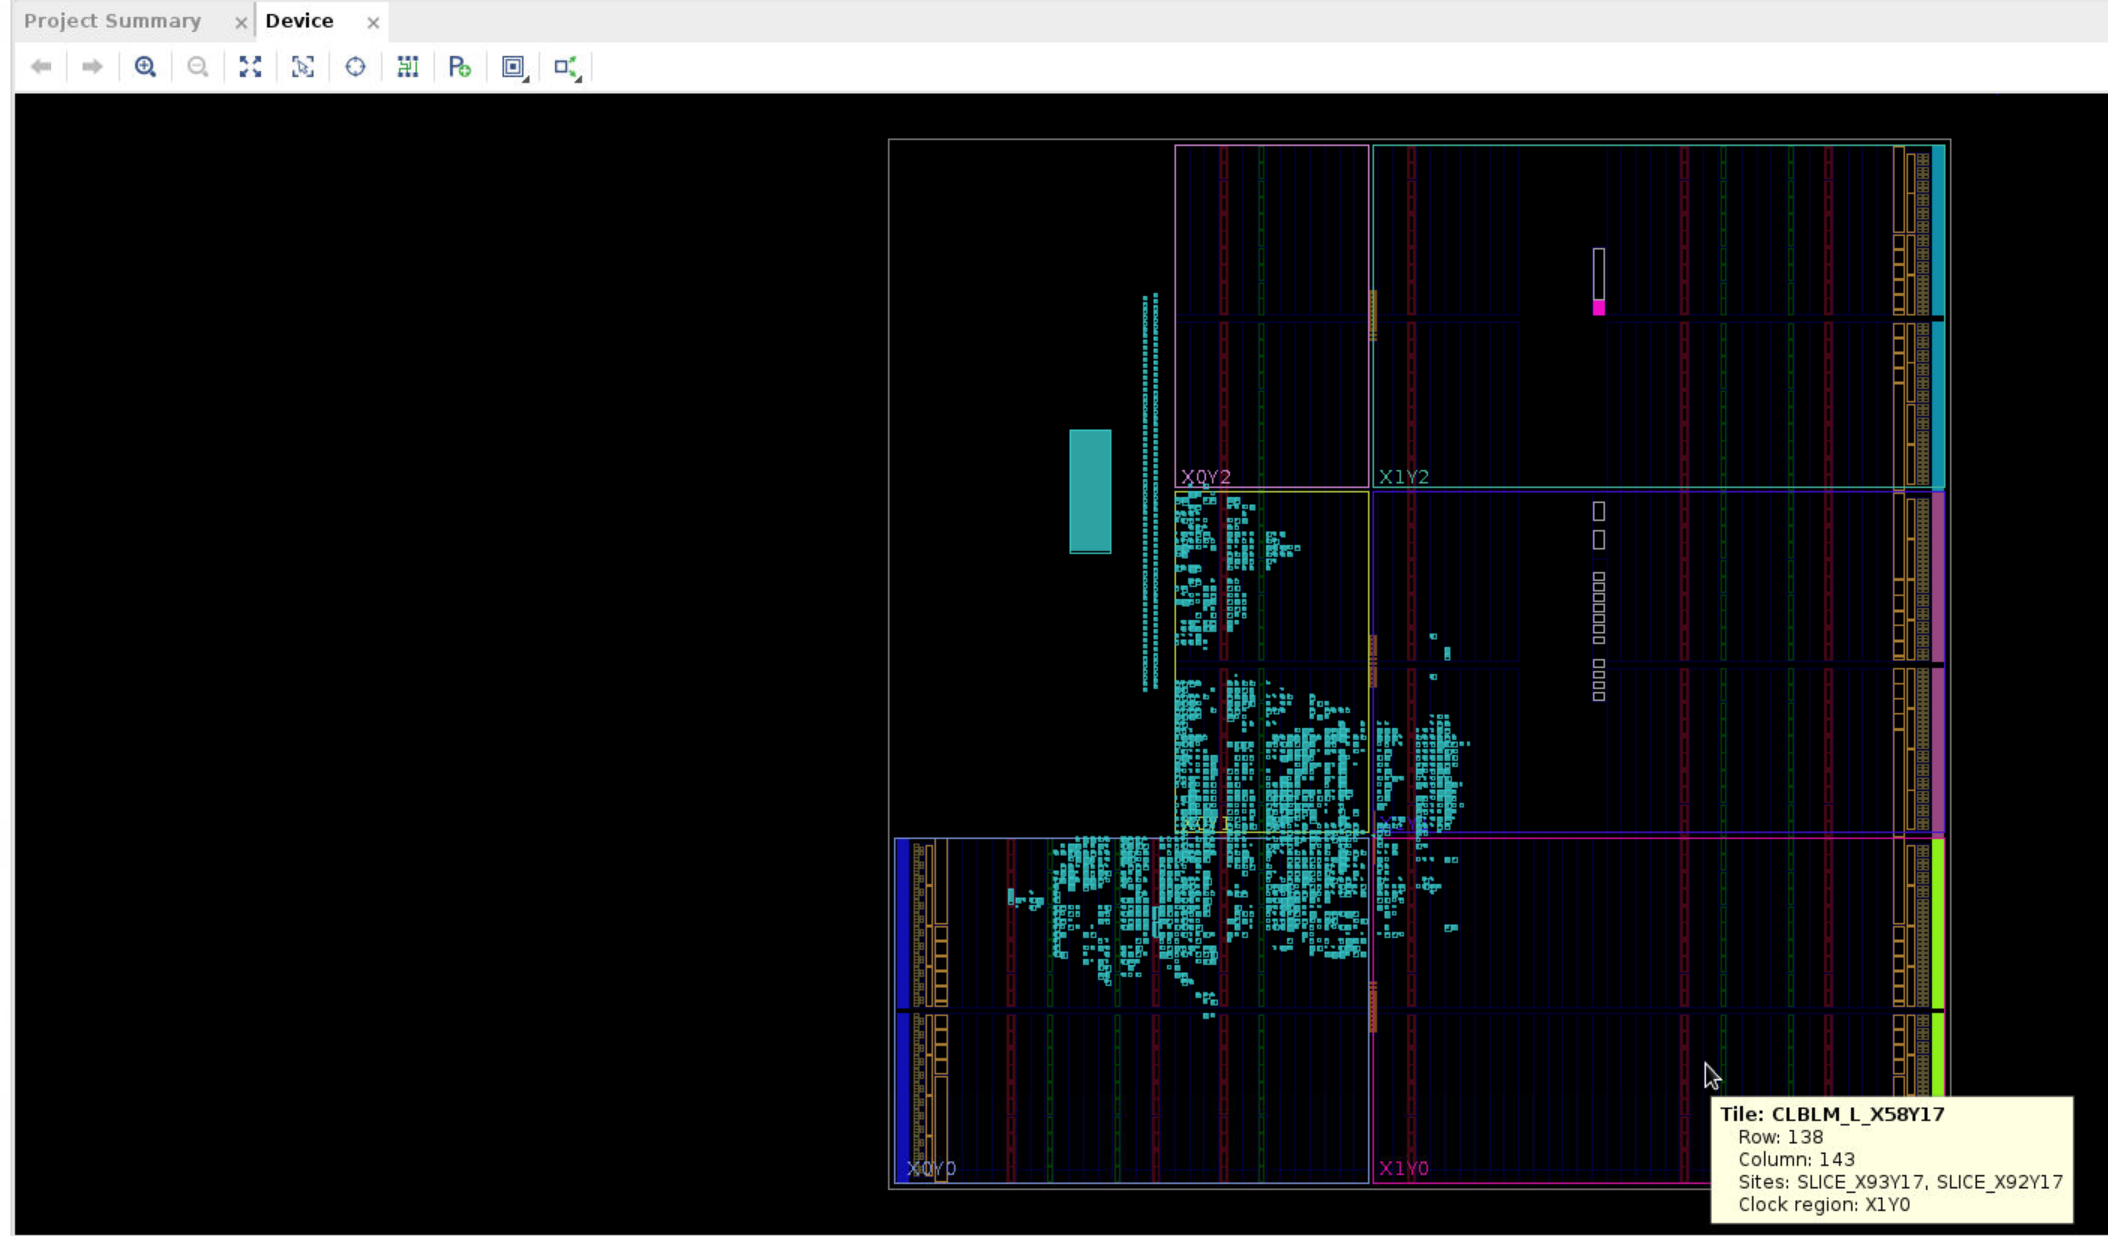 Project Summary
Device
X0Y2
X1Y2
X0Y1
X0Y0
X1Y0
Tile: CLBLM_L_X58Y17
Row: 138
Column: 143
Sites: SLICE_X93Y17, SLICE_X92Y17
Clock region: X1Y0